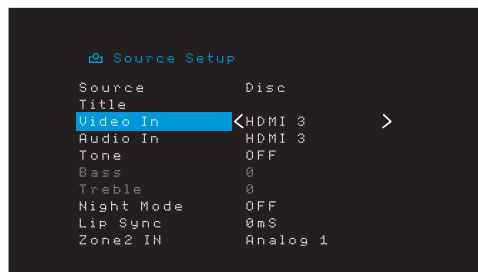 Source Setup
Source Disc
Title
Video In <HDMI 3 >
Audio In HDMI 3
Tone OFF
Bass 0
Treble 0
Night Mode OFF
Lip Sync 0mS
Zone2 IN Analog 1